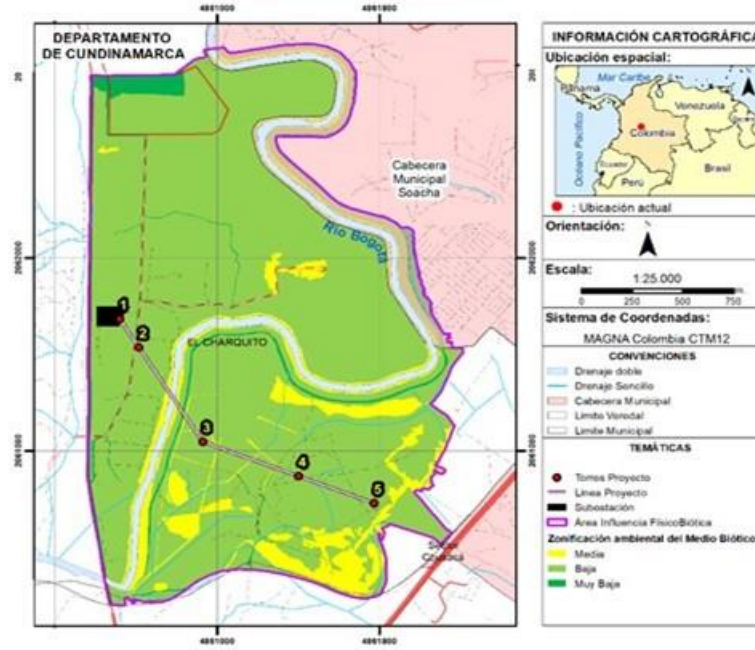 DEPARTAMENTO
DE CUNDINAMARCA
Cabecera
Municipal
Soacha
Río Bogotá
EL CHARQUITO
1
2
3
4
5
INFORMACIÓN CARTOGRÁFICA
Ubicación espacial:
Mar Caribe
Panama
Venezuela
Océano Pacífico
Colombia
Ecuador
Perú
Brasil
: Ubicación actual
Orientación:
Escala:
1:25.000
0 250 500 750
Sistema de Coordenadas:
MAGNA Colombia CTM12
CONVENCIONES
Drenaje doble
Drenaje Sencillo
Cabecera Municipal
Limite Veredal
Limite Municipal
TEMÁTICAS
Torres Proyecto
Linea Proyecto
Subestación
Área Influencia FísicoBiótica
Zonificación ambiental del Medio Biótico
Media
Baja
Muy Baja